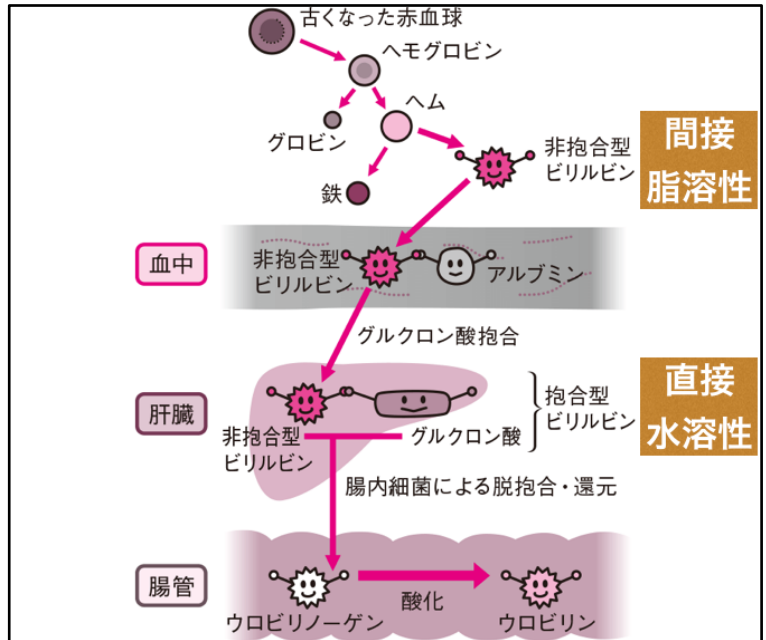 古くなった赤血球
ヘモグロビン
ヘム
グロビン
鉄
非抱合型
ビリルビン
間接
脂溶性
血中
非抱合型
ビリルビン
アルブミン
グルクロン酸抱合
肝臓
非抱合型
ビリルビン
グルクロン酸
抱合型
ビリルビン
直接
水溶性
腸内細菌による脱抱合・還元
腸管
ウロビリノーゲン
酸化
ウロビリン